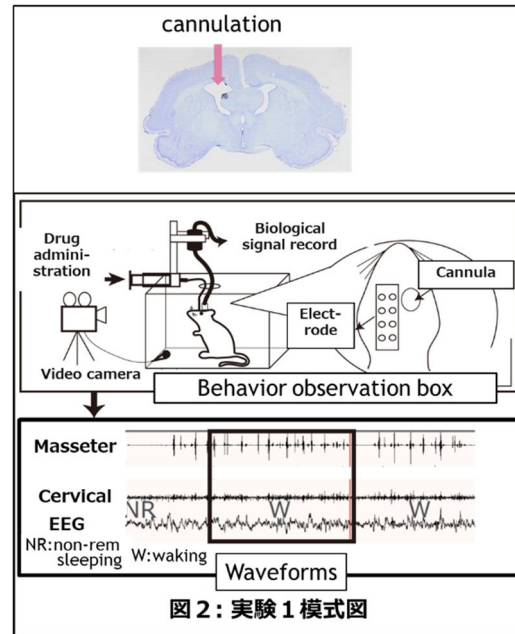 cannulation
Drug
admini-
stration
Biological
signal record
Cannula
Elect-
rode
Video camera
Behavior observation box
Masseter
Cervical
NR
W
W
EEG
NR:non-rem
sleeping
W:waking
Waveforms
図2:実験1模式図